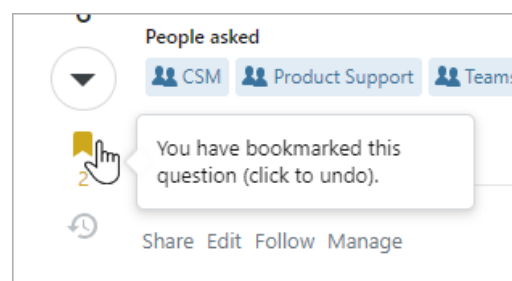 People asked
CSM Product Support Teams
You have bookmarked this
question (click to undo).
2
Share Edit Follow Manage